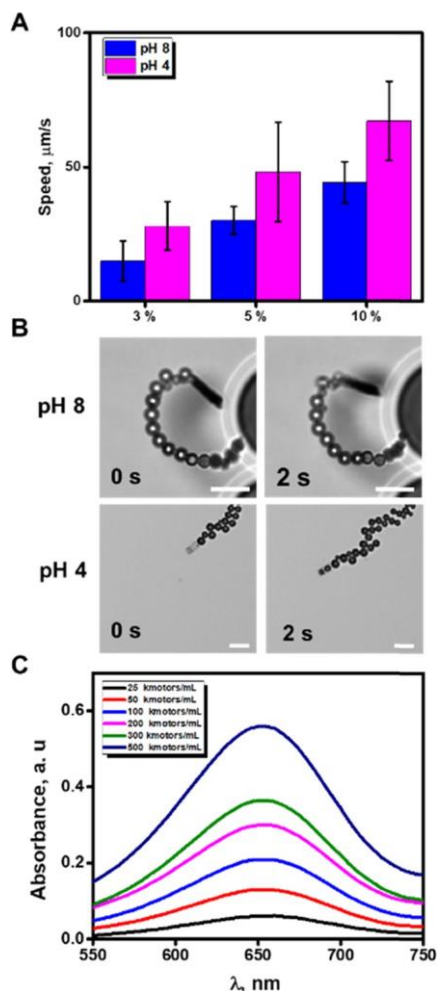 A
pH 8
pH 4
100
50
0
Speed, μm/s
3 %
5 %
10 %
B
pH 8
0 s
2 s
pH 4
0 s
2 s
C
25 kmotors/mL
50 kmotors/mL
100 kmotors/mL
200 kmotors/mL
300 kmotors/mL
500 kmotors/mL
0.6
0.4
0.2
0.0
Absorbance, a. u
550
600
650
700
750
λ, nm